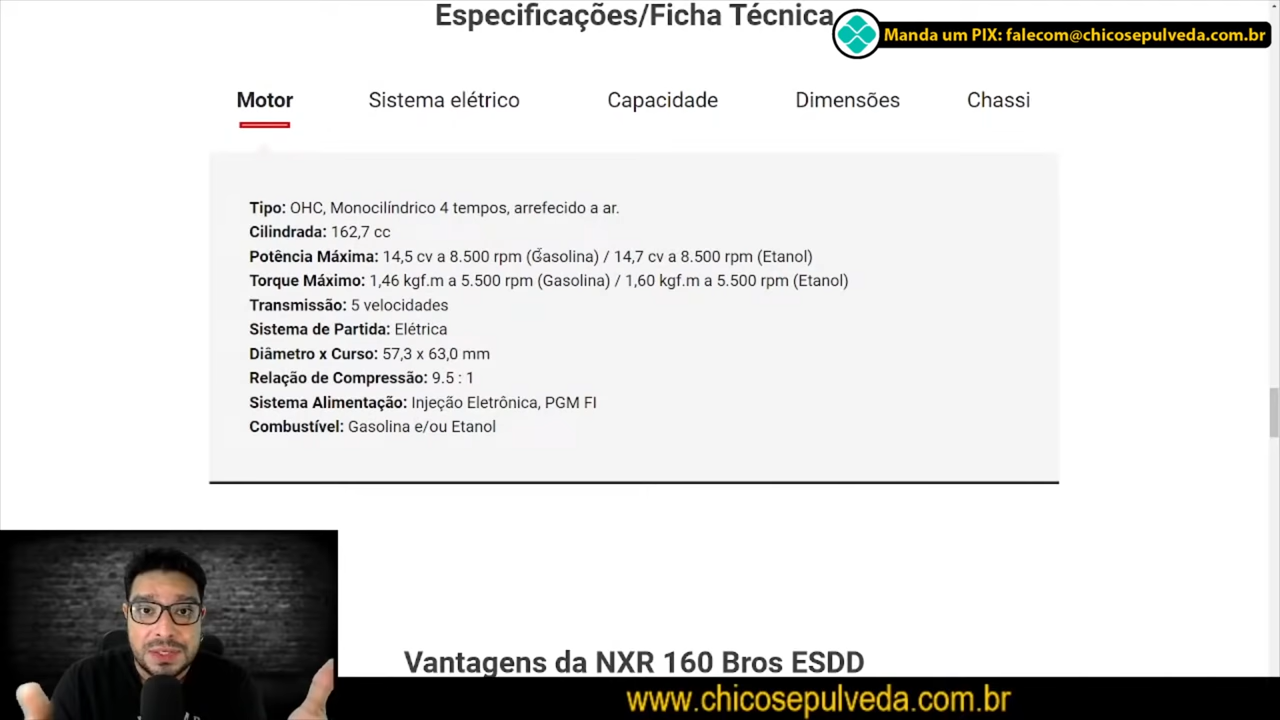 Especificações/Ficha Técnica
Manda um PIX: falecom@chicosepulveda.com.br
Motor
Sistema elétrico
Capacidade
Dimensões
Chassi
Tipo: OHC, Monocilíndrico 4 tempos, arrefecido a ar.
Cilindrada: 162,7 cc
Potência Máxima: 14,5 cv a 8.500 rpm (Gasolina) / 14,7 cv a 8.500 rpm (Etanol)
Torque Máximo: 1,46 kgf.m a 5.500 rpm (Gasolina) / 1,60 kgf.m a 5.500 rpm (Etanol)
Transmissão: 5 velocidades
Sistema de Partida: Elétrica
Diâmetro x Curso: 57,3 x 63,0 mm
Relação de Compressão: 9.5 : 1
Sistema Alimentação: Injeção Eletrônica, PGM FI
Combustível: Gasolina e/ou Etanol
Vantagens da NXR 160 Bros ESDD
www.chicosepulveda.com.br